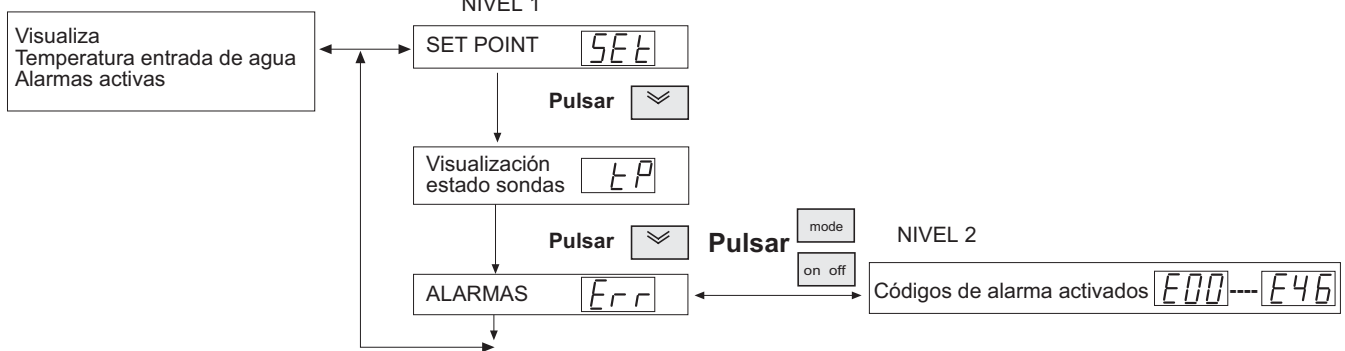 NIVEL 1
Visualiza
Temperatura entrada de agua
Alarmas activas
SET POINT SEt
Pulsar
Visualización
estado sondas tP
Pulsar
Pulsar mode
on off
NIVEL 2
ALARMAS Err
Códigos de alarma activados E00----E46